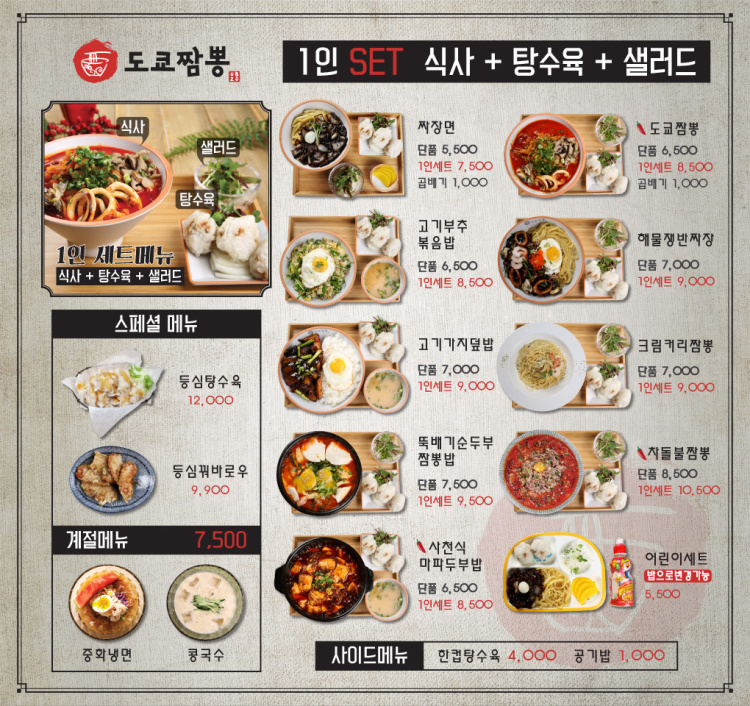 도쿄짬뽕
1인 SET 식사 + 탕수육 + 샐러드
식사
샐러드
탕수육
1인 세트메뉴
식사 + 탕수육 + 샐러드
스페셜 메뉴
등심탕수육
12,000
등심꿔바로우
9,900
계절메뉴 7,500
중화냉면
콩국수
짜장면
단품 5,500
1인세트 7,500
곱배기 1,000
도쿄짬뽕
단품 6,500
1인세트 8,500
곱배기 1,000
고기부추
볶음밥
단품 6,500
1인세트 8,500
해물쟁반짜장
단품 7,000
1인세트 9,000
고기가지덮밥
단품 7,000
1인세트 9,000
크림커리짬뽕
단품 7,000
1인세트 9,000
뚝배기순두부
짬뽕밥
단품 7,500
1인세트 9,500
차돌불짬뽕
단품 8,500
1인세트 10,500
사천식
마파두부밥
단품 6,500
1인세트 8,500
어린이세트
밥으로변경가능
5,500
사이드메뉴 한컵탕수육 4,000 공기밥 1,000